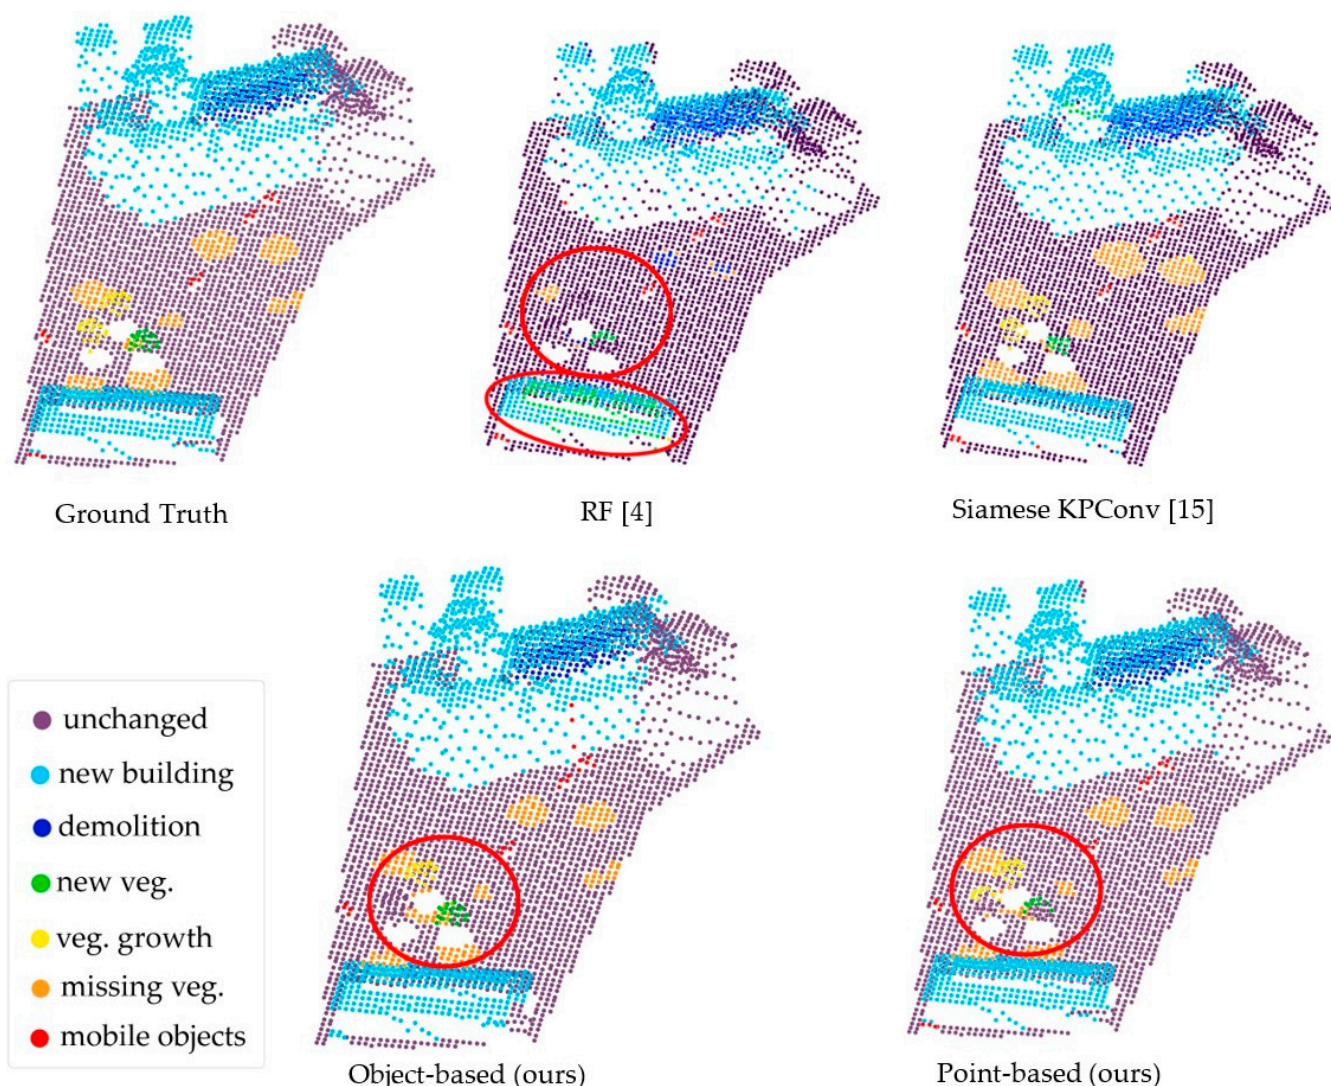 Ground Truth
RF [4]
Siamese KPConv [15]
unchanged
new building
demolition
new veg.
veg. growth
missing veg.
mobile objects
Object-based (ours)
Point-based (ours)